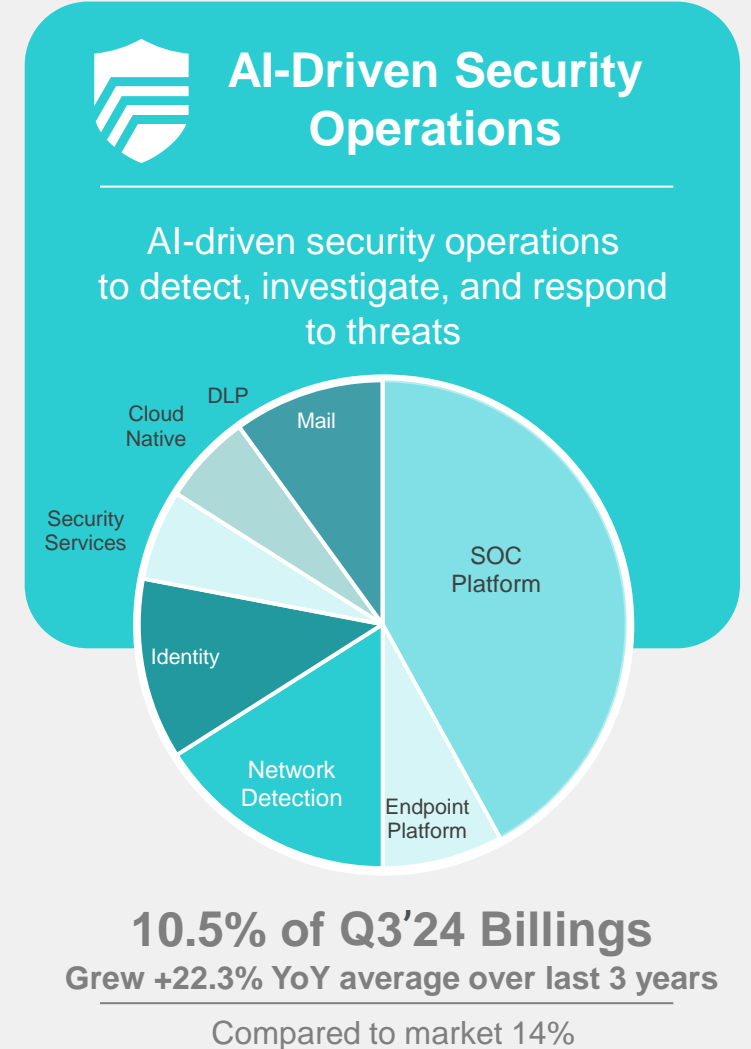 AI-Driven Security
Operations
AI-driven security operations
to detect, investigate, and respond
to threats
DLP
Mail
Cloud
Native
Security
Services
SOC
Platform
Identity
Network
Detection
Endpoint
Platform
10.5% of Q3’24 Billings
Grew +22.3% YoY average over last 3 years
Compared to market 14%